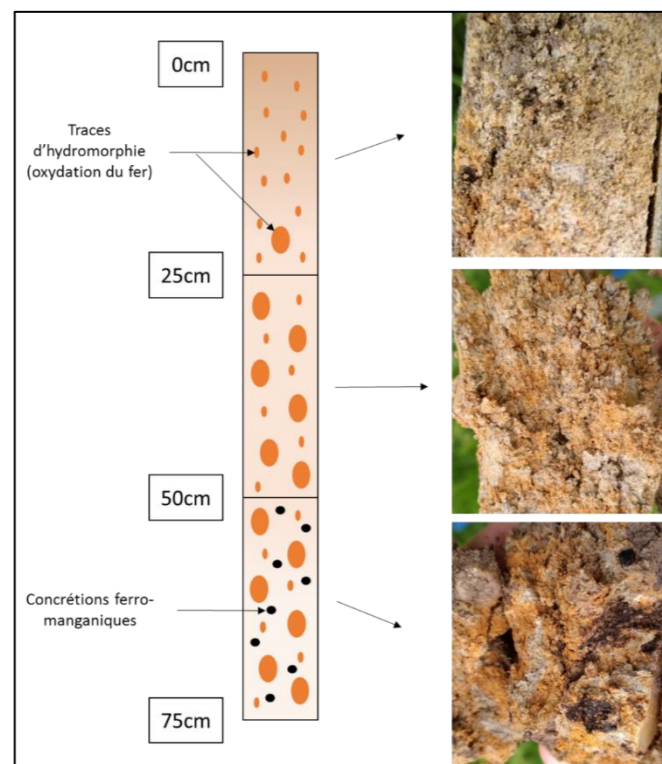 0cm
Traces
d'hydromorphie
(oxydation du fer)
25cm
50cm
Concrétions ferro-
manganiques
75cm